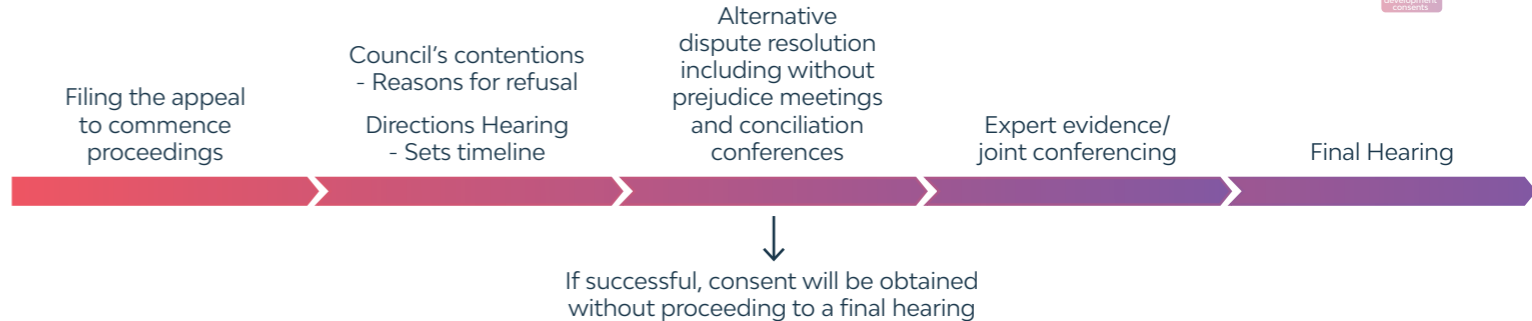 development
consents
Filing the appeal
to commence
proceedings
Council's contentions
- Reasons for refusal
Directions Hearing
- Sets timeline
Alternative
dispute resolution
including without
prejudice meetings
and conciliation
conferences
Expert evidence/
joint conferencing
Final Hearing
If successful, consent will be obtained
without proceeding to a final hearing